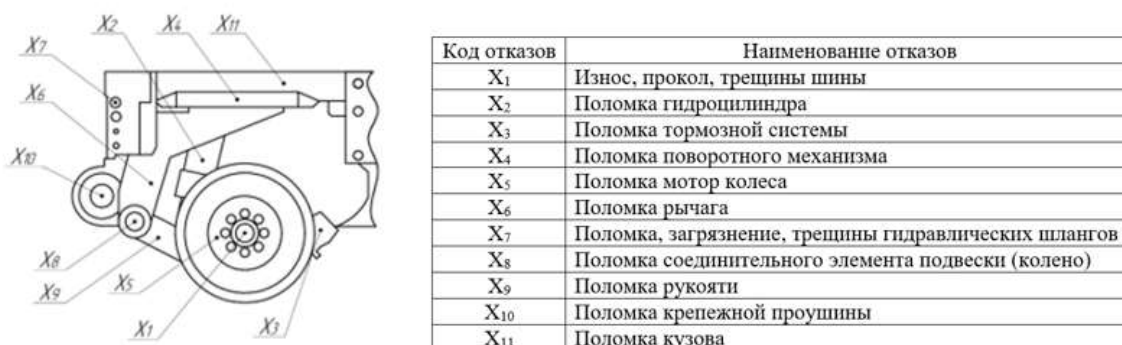 X2
X4
X11
X7
X6
X10
X8
X9
X5
X1
X3
Код отказов Наименование отказов
X1 Износ, прокол, трещины шины
X2 Поломка гидроцилиндра
X3 Поломка тормозной системы
X4 Поломка поворотного механизма
X5 Поломка мотор колеса
X6 Поломка рычага
X7 Поломка, загрязнение, трещины гидравлических шлангов
X8 Поломка соединительного элемента подвески (колено)
X9 Поломка рукояти
X10 Поломка крепежной проушины
X11 Поломка кузова